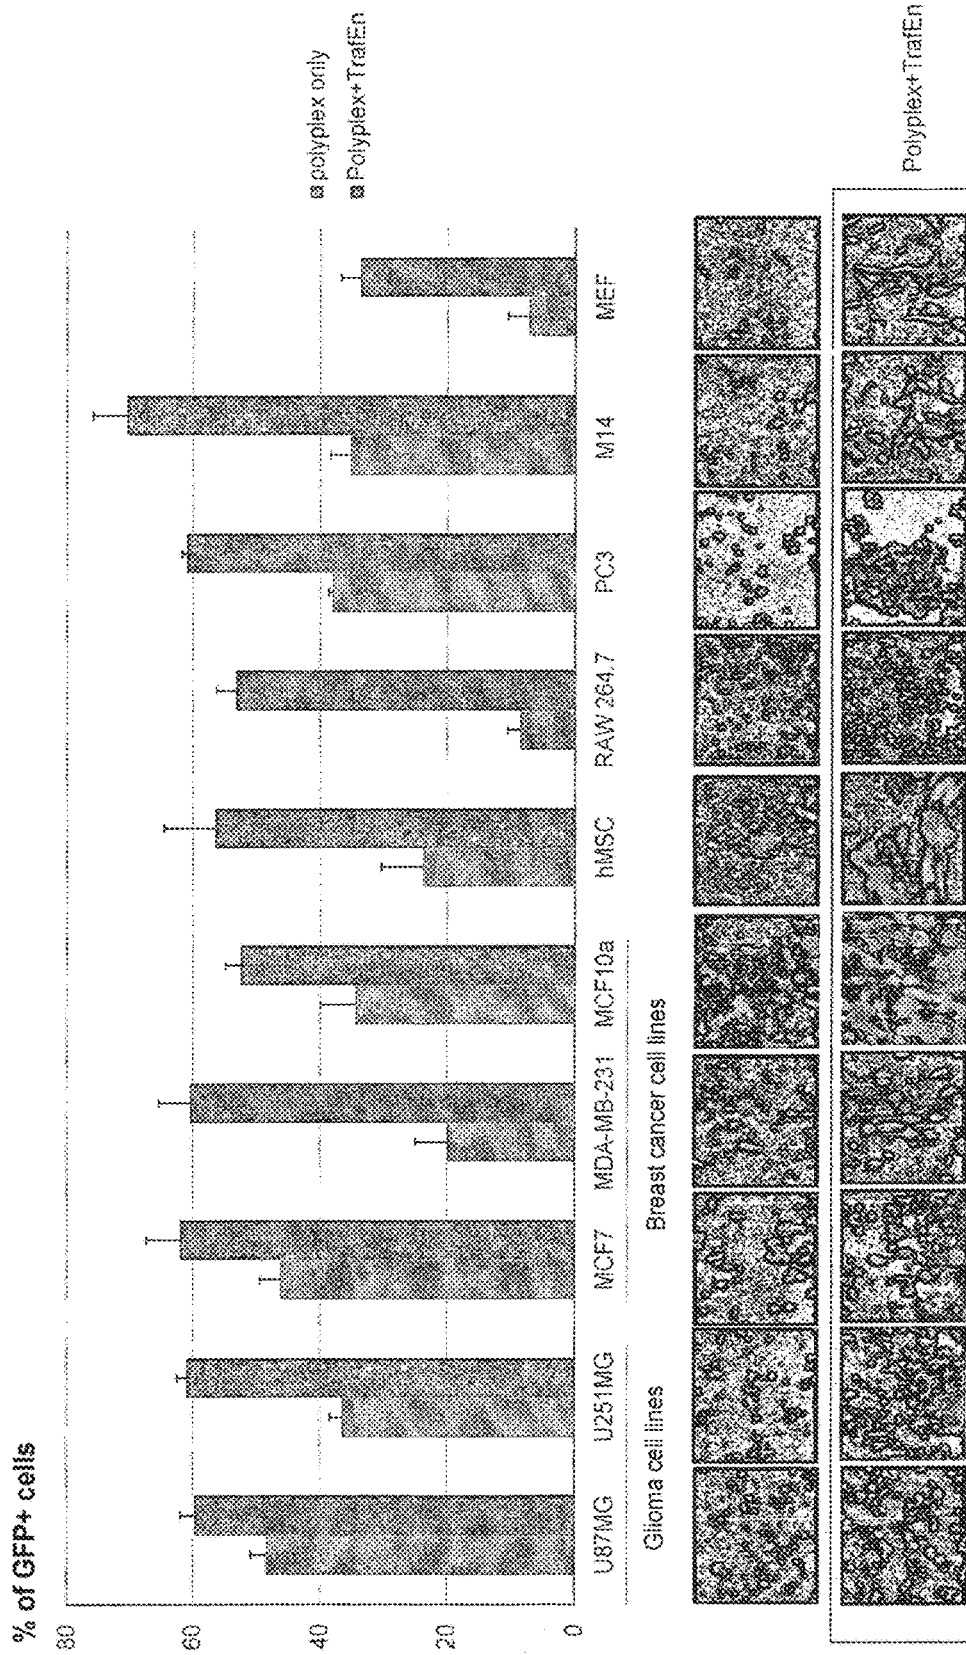 % of GFP+ cells
80
60
40
20
0
polyplex only
Polyplex+TrafEn
U87MG
U251MG
MCF7
MDA-MB-231
MCF10a
hMSC
RAW 264.7
PC3
M14
MEF
Glioma cell lines
Breast cancer cell lines
Polyplex+TrafEn